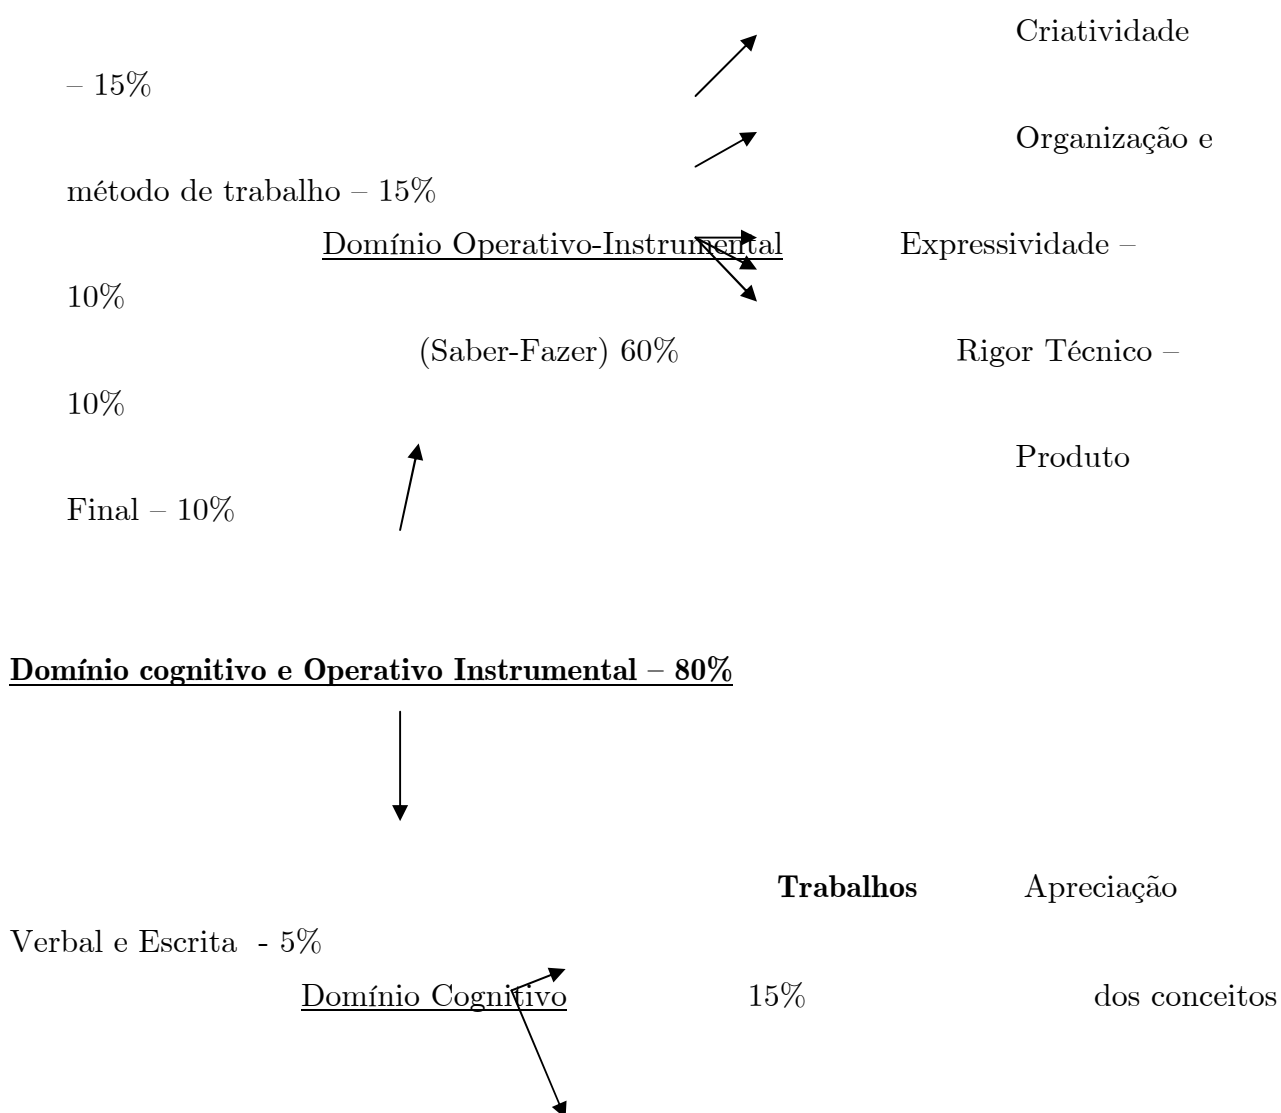 Criatividade
– 15%
Organização e
método de trabalho – 15%
Domínio Operativo-Instrumental Expressividade –
10%
(Saber-Fazer) 60% Rigor Técnico –
10%
Produto
Final – 10%
Domínio cognitivo e Operativo Instrumental – 80%
Trabalhos Apreciação
Verbal e Escrita - 5%
Domínio Cognitivo 15% dos conceitos